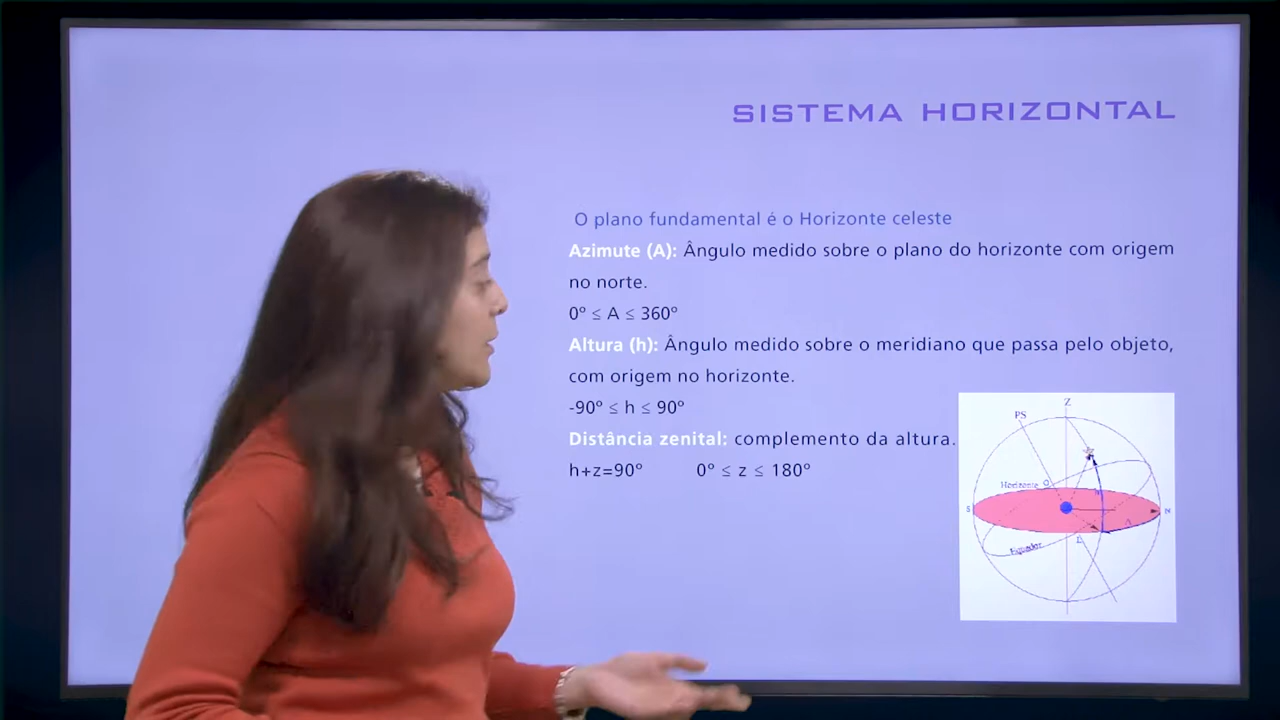 SISTEMA HORIZONTAL
O plano fundamental é o Horizonte celeste
Azimute (A): Ângulo medido sobre o plano do horizonte com origem
no norte.
0º ≤ A ≤ 360º
Altura (h): Ângulo medido sobre o meridiano que passa pelo objeto,
com origem no horizonte.
-90º ≤ h ≤ 90º
Distância zenital: complemento da altura.
h+z=90º 0º ≤ z ≤ 180º
Z
PS
Horizonte O
h
S
N
A
E
Equador